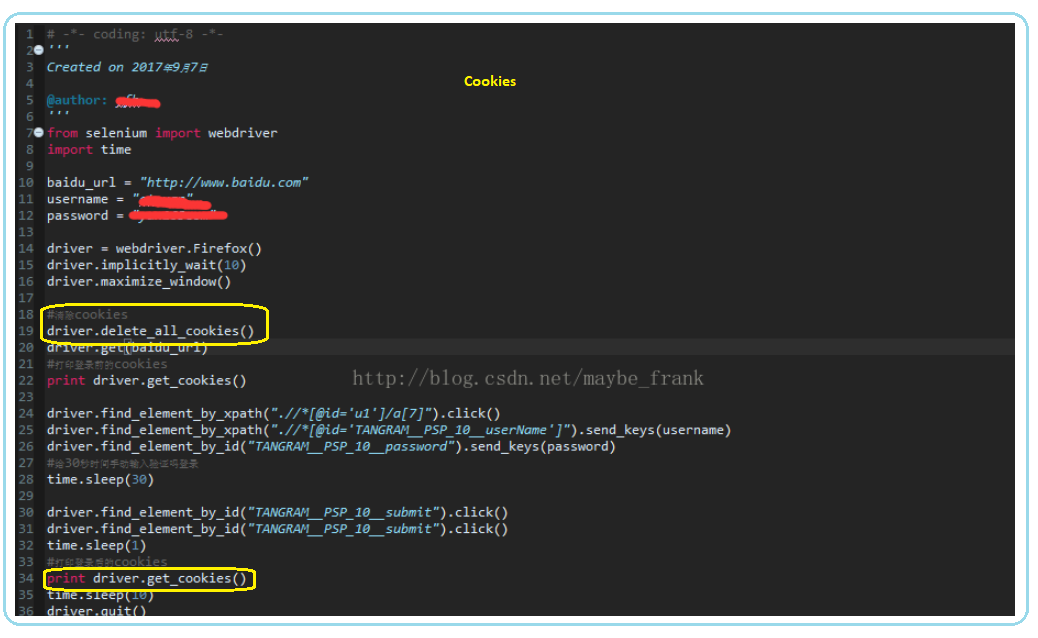 1 # -*- coding: utf-8 -*-
2 '''
3 Created on 2017年9月7日
4
Cookies
5 @author:
6 '''
7 from selenium import webdriver
8 import time
9
10 baidu_url = "http://www.baidu.com"
11 username = "
12 password =
13
14 driver = webdriver.Firefox()
15 driver.implicitly_wait(10)
16 driver.maximize_window()
17
18 #清除cookies
19 driver.delete_all_cookies()
20 driver.get(baidu_url)
21 #打印登录前的cookies
22 print driver.get_cookies()
http://blog.csdn.net/maybe_frank
23
24 driver.find_element_by_xpath(".//*[@id='u1']/a[7]").click()
25 driver.find_element_by_xpath(".//*[@id='TANGRAM__PSP_10__userName']").send_keys(username)
26 driver.find_element_by_id("TANGRAM__PSP_10__password").send_keys(password)
27 #给30秒时间手动输入验证码登录
28 time.sleep(30)
29
30 driver.find_element_by_id("TANGRAM__PSP_10__submit").click()
31 driver.find_element_by_id("TANGRAM__PSP_10__submit").click()
32 time.sleep(1)
33 #打印登录后的cookies
34 print driver.get_cookies()
35 time.sleep(10)
36 driver.quit()